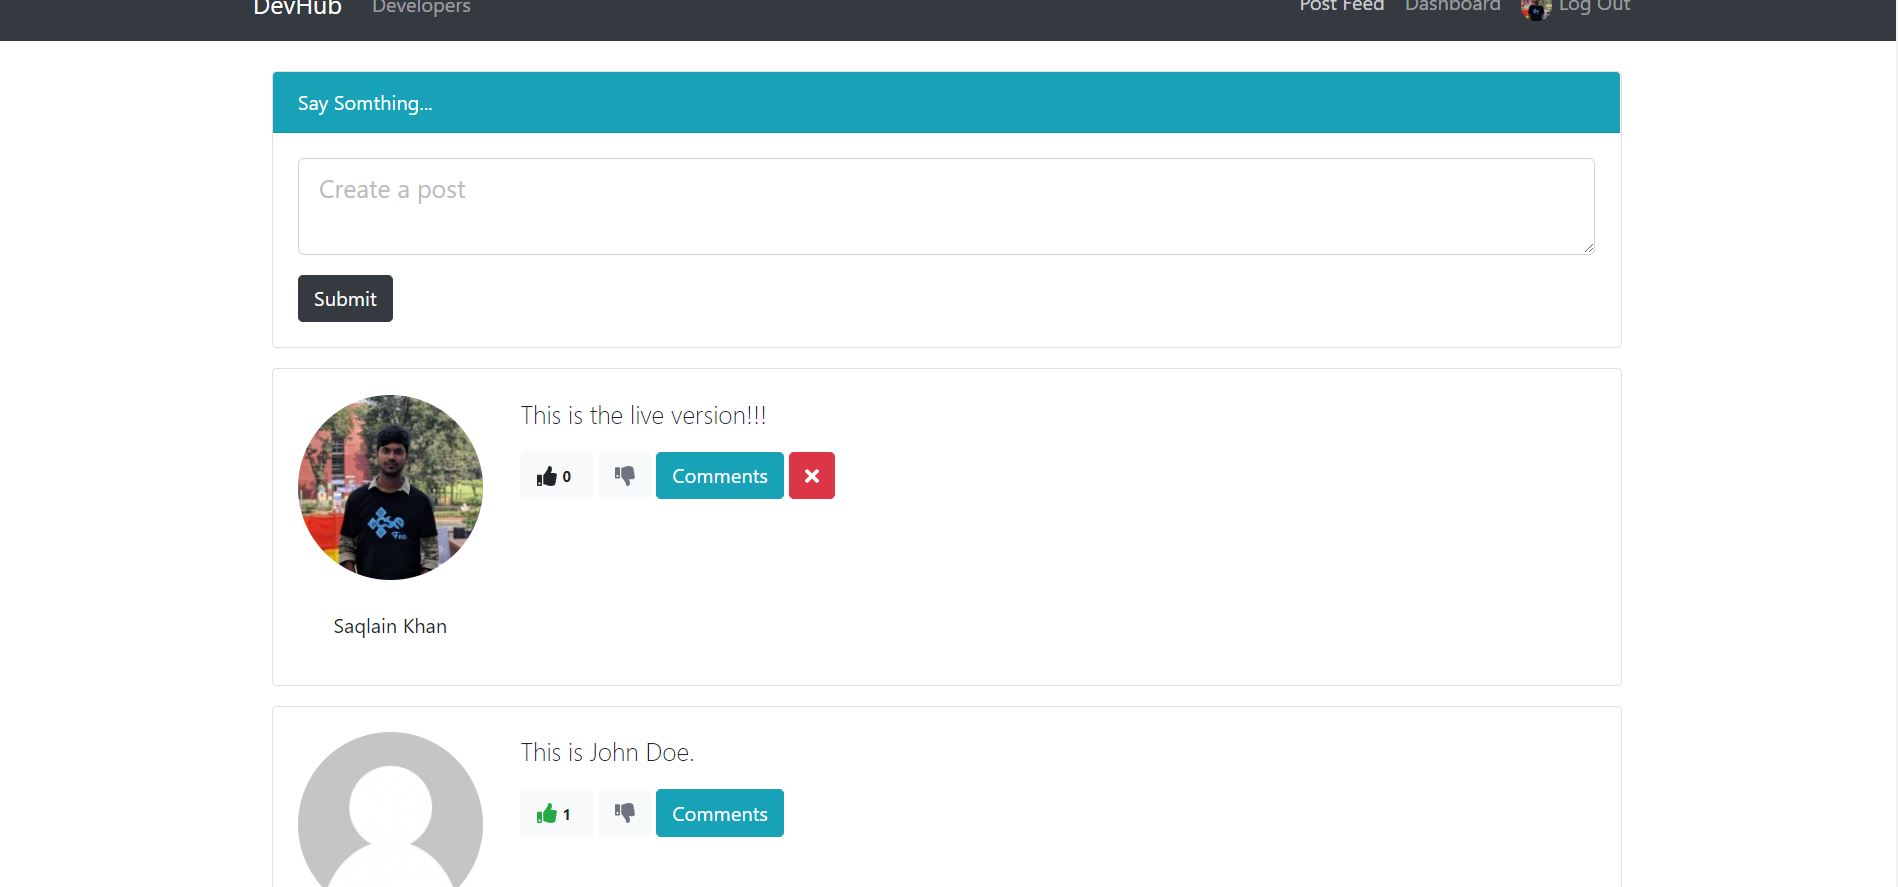 DevHub Developers Post Feed Dashboard Log Out
Say Somthing...
Create a post
Submit
This is the live version!!!
0 Comments
Saqlain Khan
This is John Doe.
1 Comments